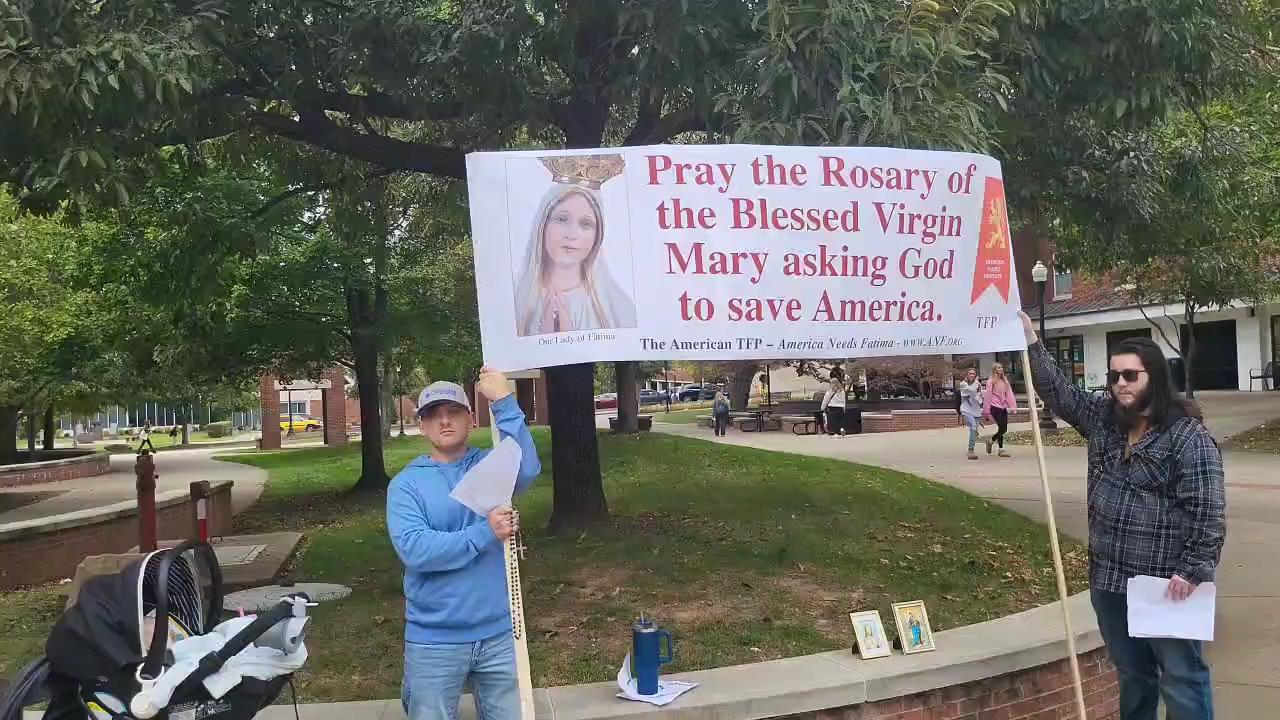 Pray the Rosary of
the Blessed Virgin
Mary asking God
to save America.
Our Lady of Fatima
The American TFP – America Needs Fatima - WWW.ANF.ORG
TFP